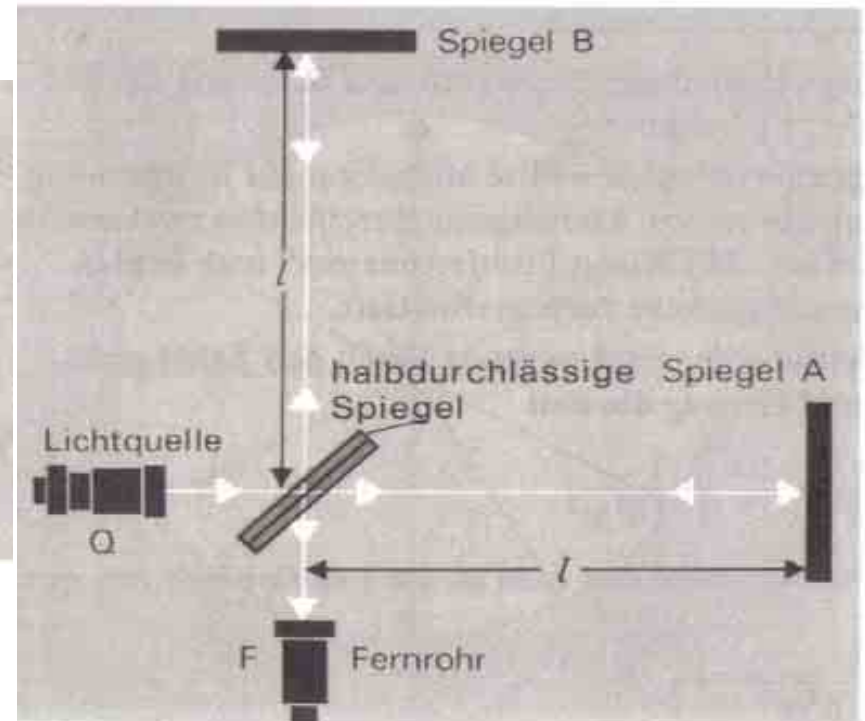 Spiegel B
l
halbdurchlässige Spiegel
Spiegel A
Lichtquelle
Q
l
F
Fernrohr